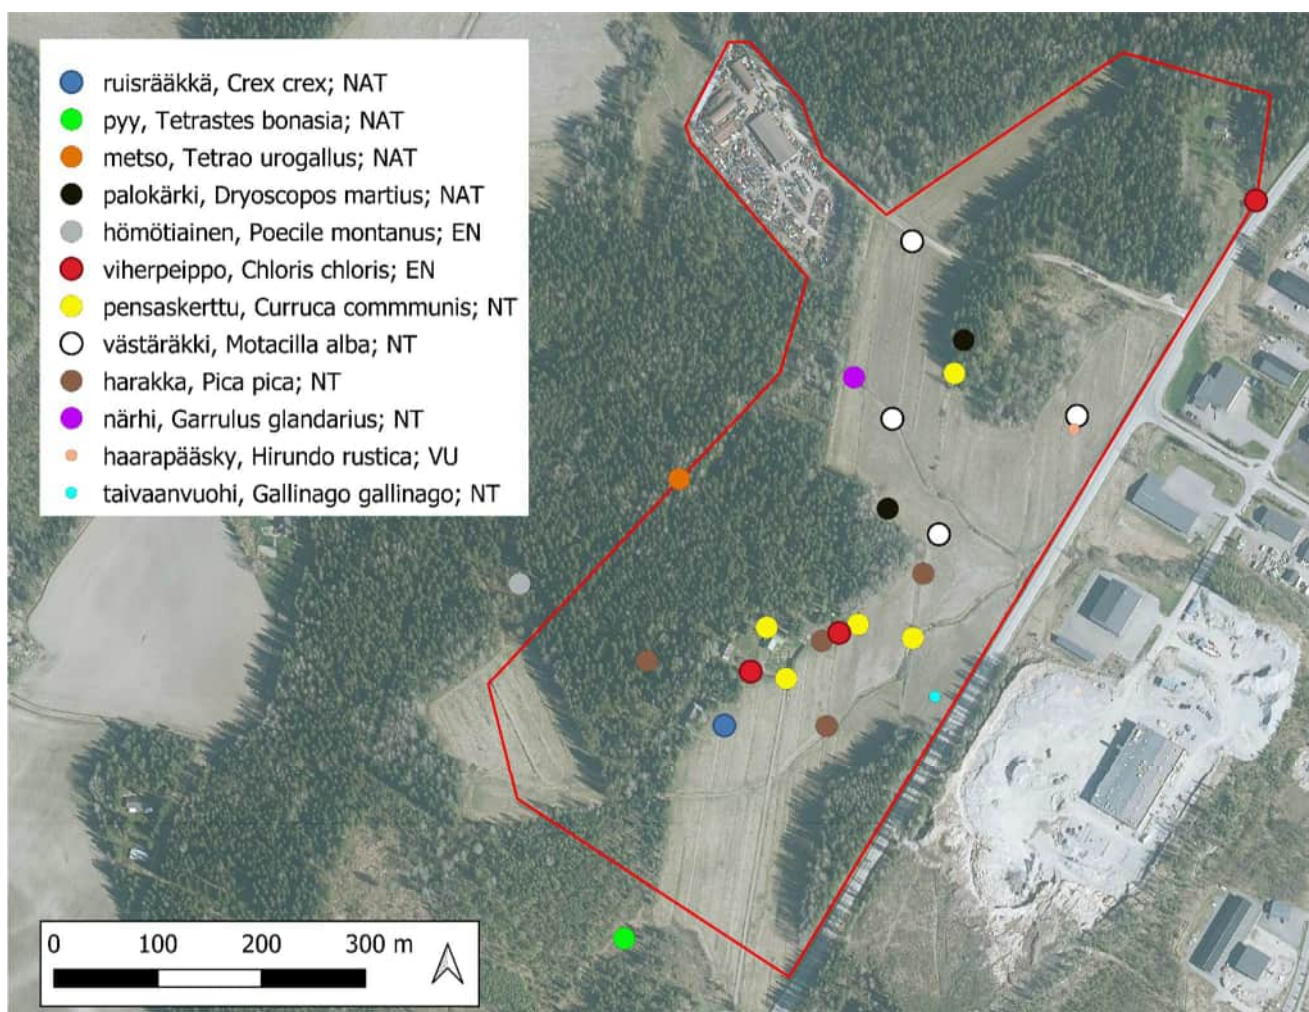 ruisrääkkä, Crex crex; NAT
pyy, Tetrastes bonasia; NAT
metso, Tetrao urogallus; NAT
palokärki, Dryoscopos martius; NAT
hömötiainen, Poecile montanus; EN
viherpeippo, Chloris chloris; EN
pensaskerttu, Curruca commmunis; NT
västäräkki, Motacilla alba; NT
harakka, Pica pica; NT
närhi, Garrulus glandarius; NT
haarapääsky, Hirundo rustica; VU
taivaanvuohi, Gallinago gallinago; NT
0 100 200 300 m